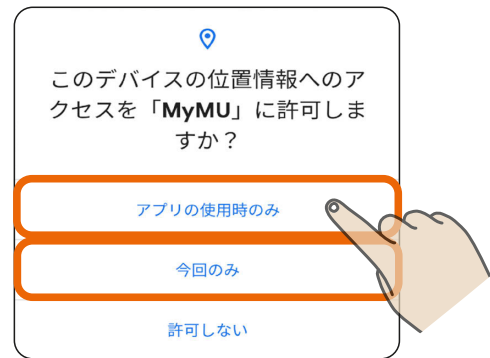 このデバイスの位置情報へのア
クセスを「MyMU」に許可しま
すか？
アプリの使用時のみ
今回のみ
許可しない